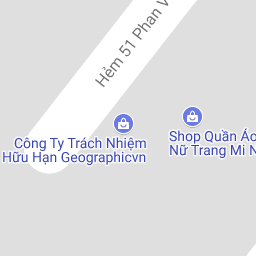 Hẻm 51 Phan V
Công Ty Trách Nhiệm
Hữu Hạn Geographicvn
Shop Quần Áo
Nữ Trang Mi N